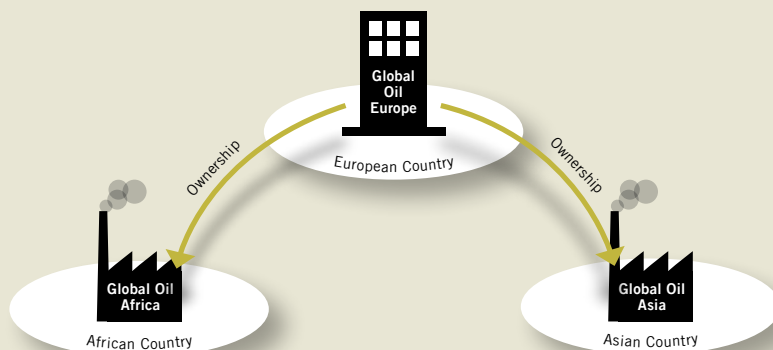 Global
Oil
Europe
European Country
Ownership
Ownership
Global Oil
Africa
African Country
Global Oil
Asia
Asian Country